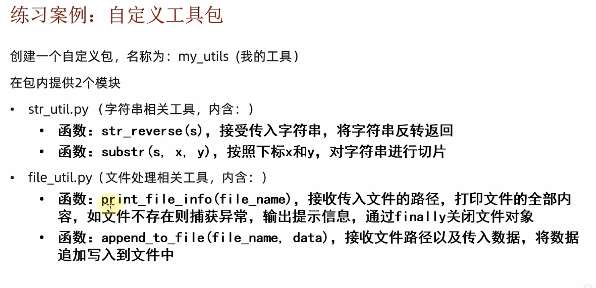 练习案例：自定义工具包
创建一个自定义包，名称为：my_utils（我的工具）
在包内提供2个模块
• str_util.py（字符串相关工具，内含：）
• 函数：str_reverse(s)，接受传入字符串，将字符串反转返回
• 函数：substr(s, x, y)，按照下标x和y，对字符串进行切片
• file_util.py（文件处理相关工具，内含：）
• 函数：print_file_info(file_name)，接收传入文件的路径，打印文件的全部内
容，如文件不存在则捕获异常，输出提示信息，通过finally关闭文件对象
• 函数：append_to_file(file_name, data)，接收文件路径以及传入数据，将数据
追加写入到文件中